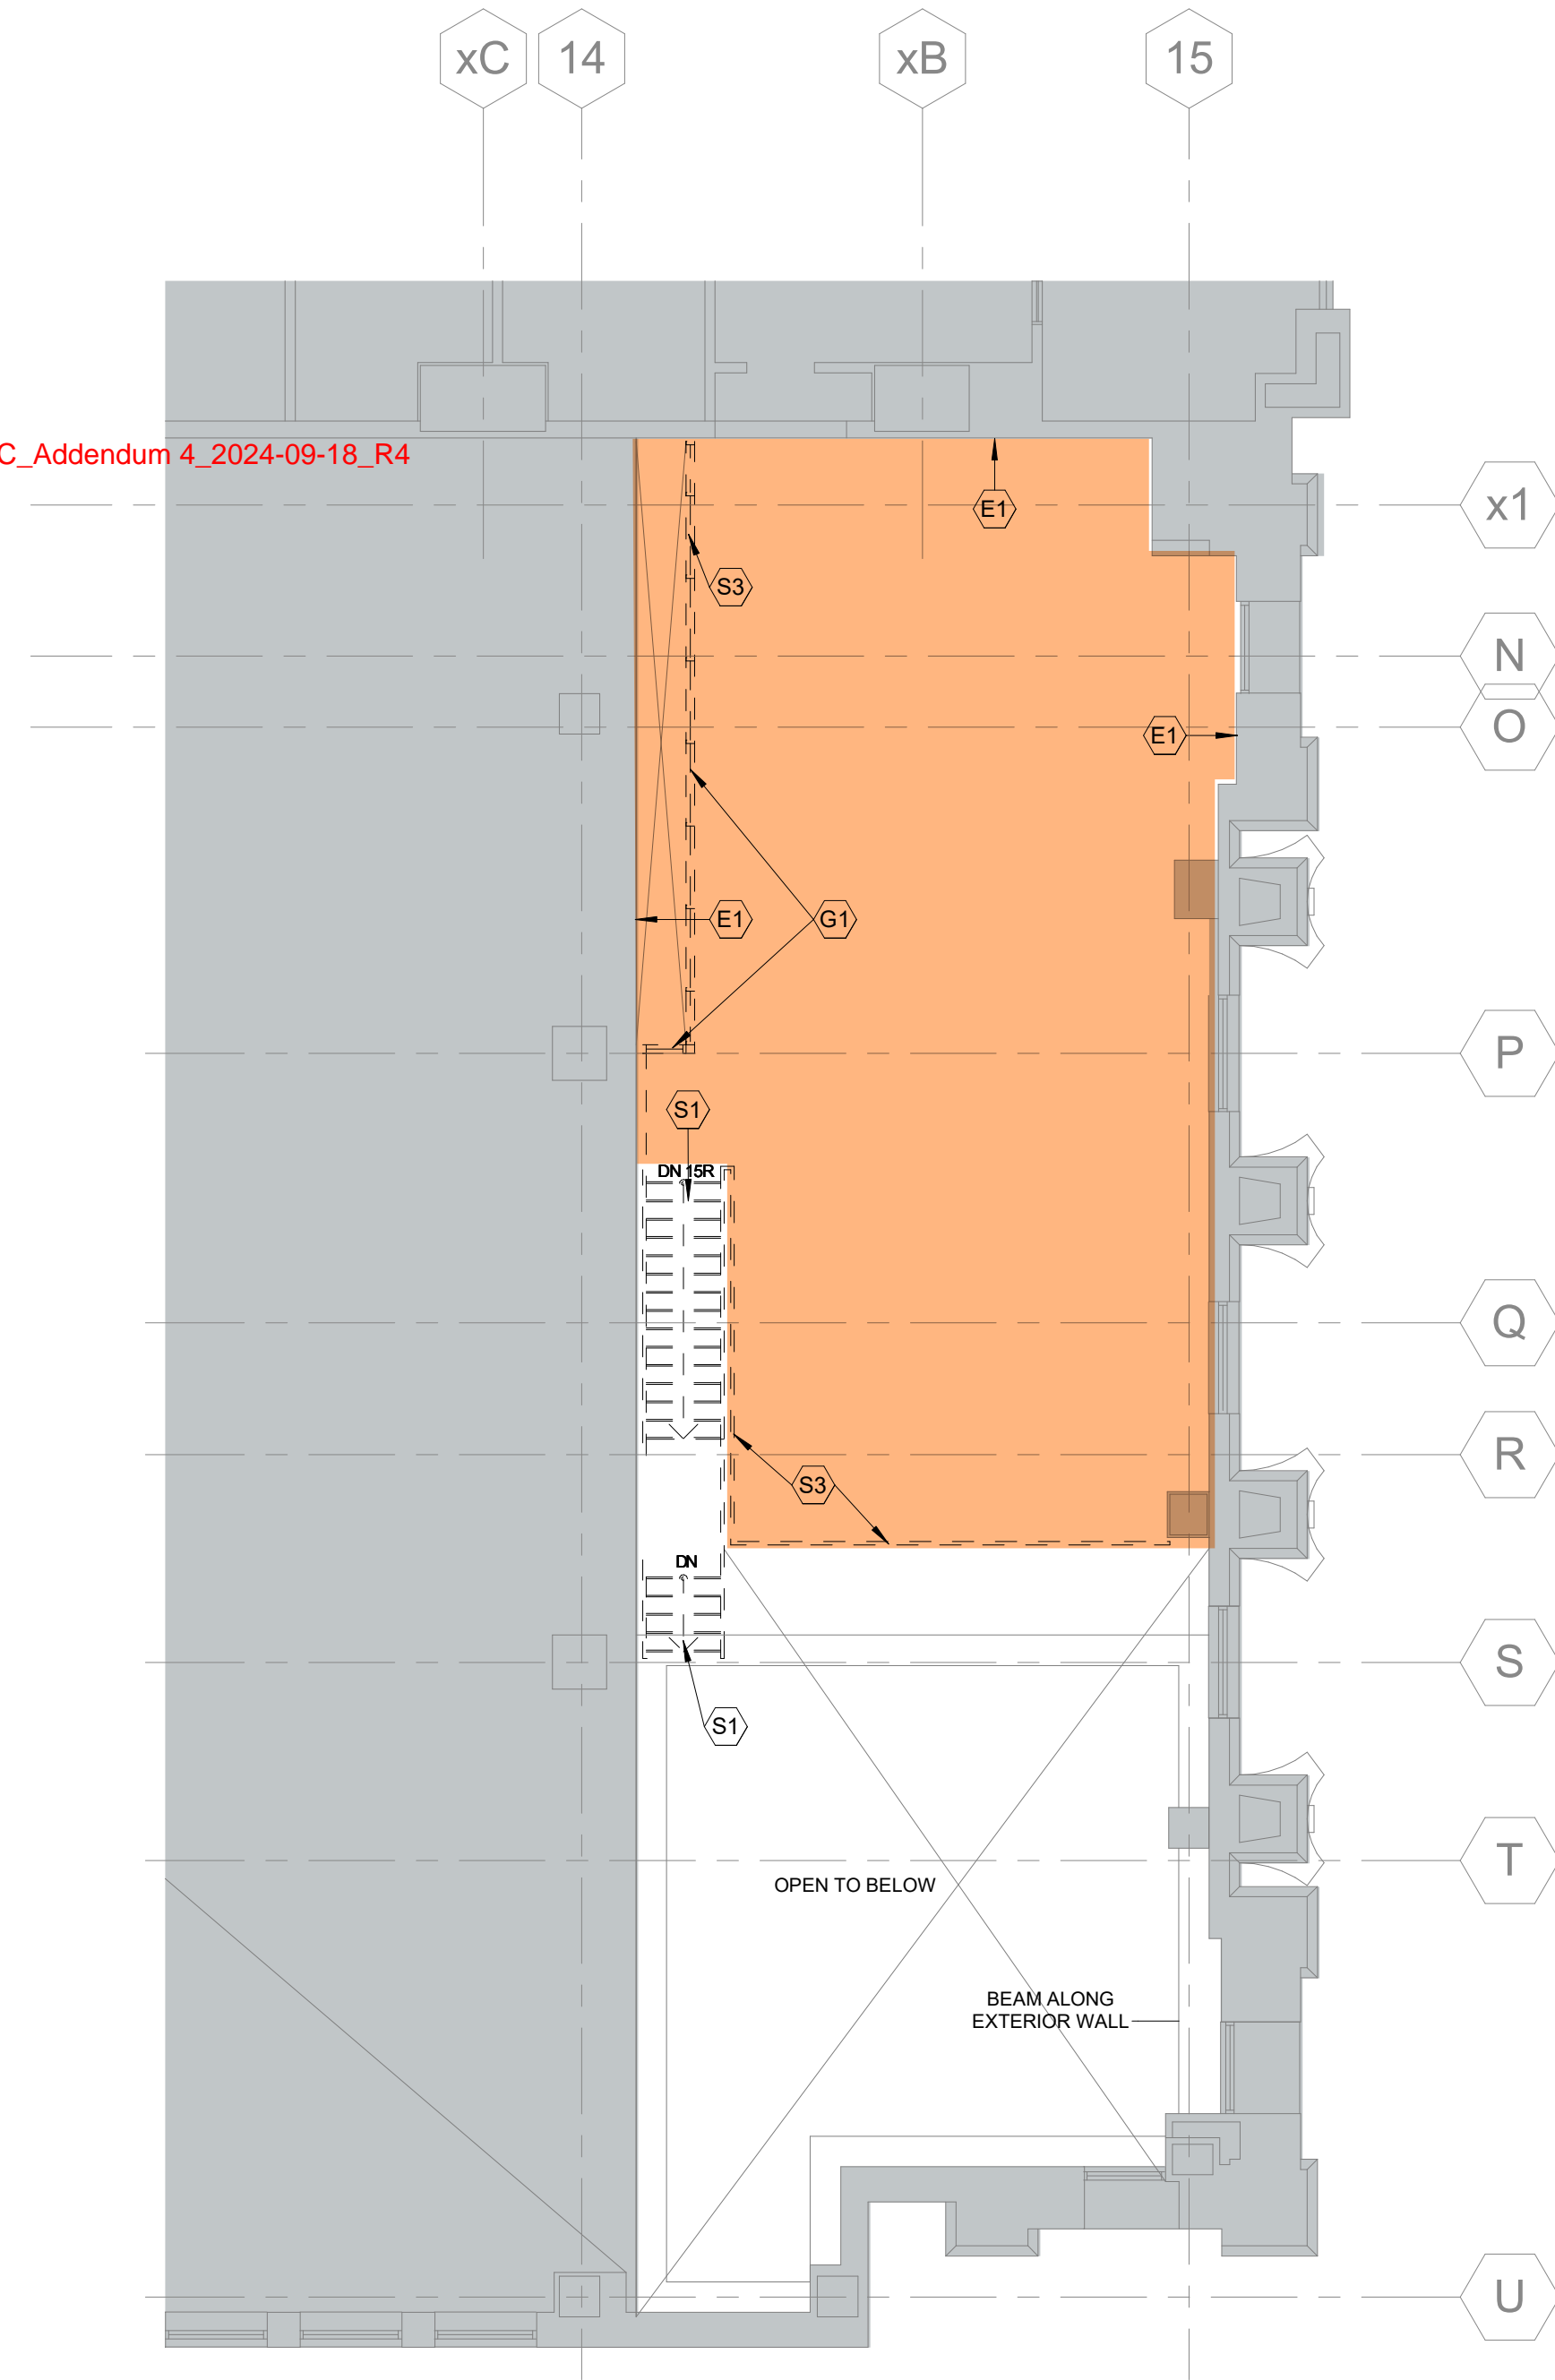 xC 14 xB 15
C_Addendum 4_2024-09-18_R4
x1
E1
S3
N
O
E1
E1
G1
P
S1
DN 15R
Q
R
S3
DN
S
S1
T
OPEN TO BELOW
BEAM ALONG
EXTERIOR WALL
U